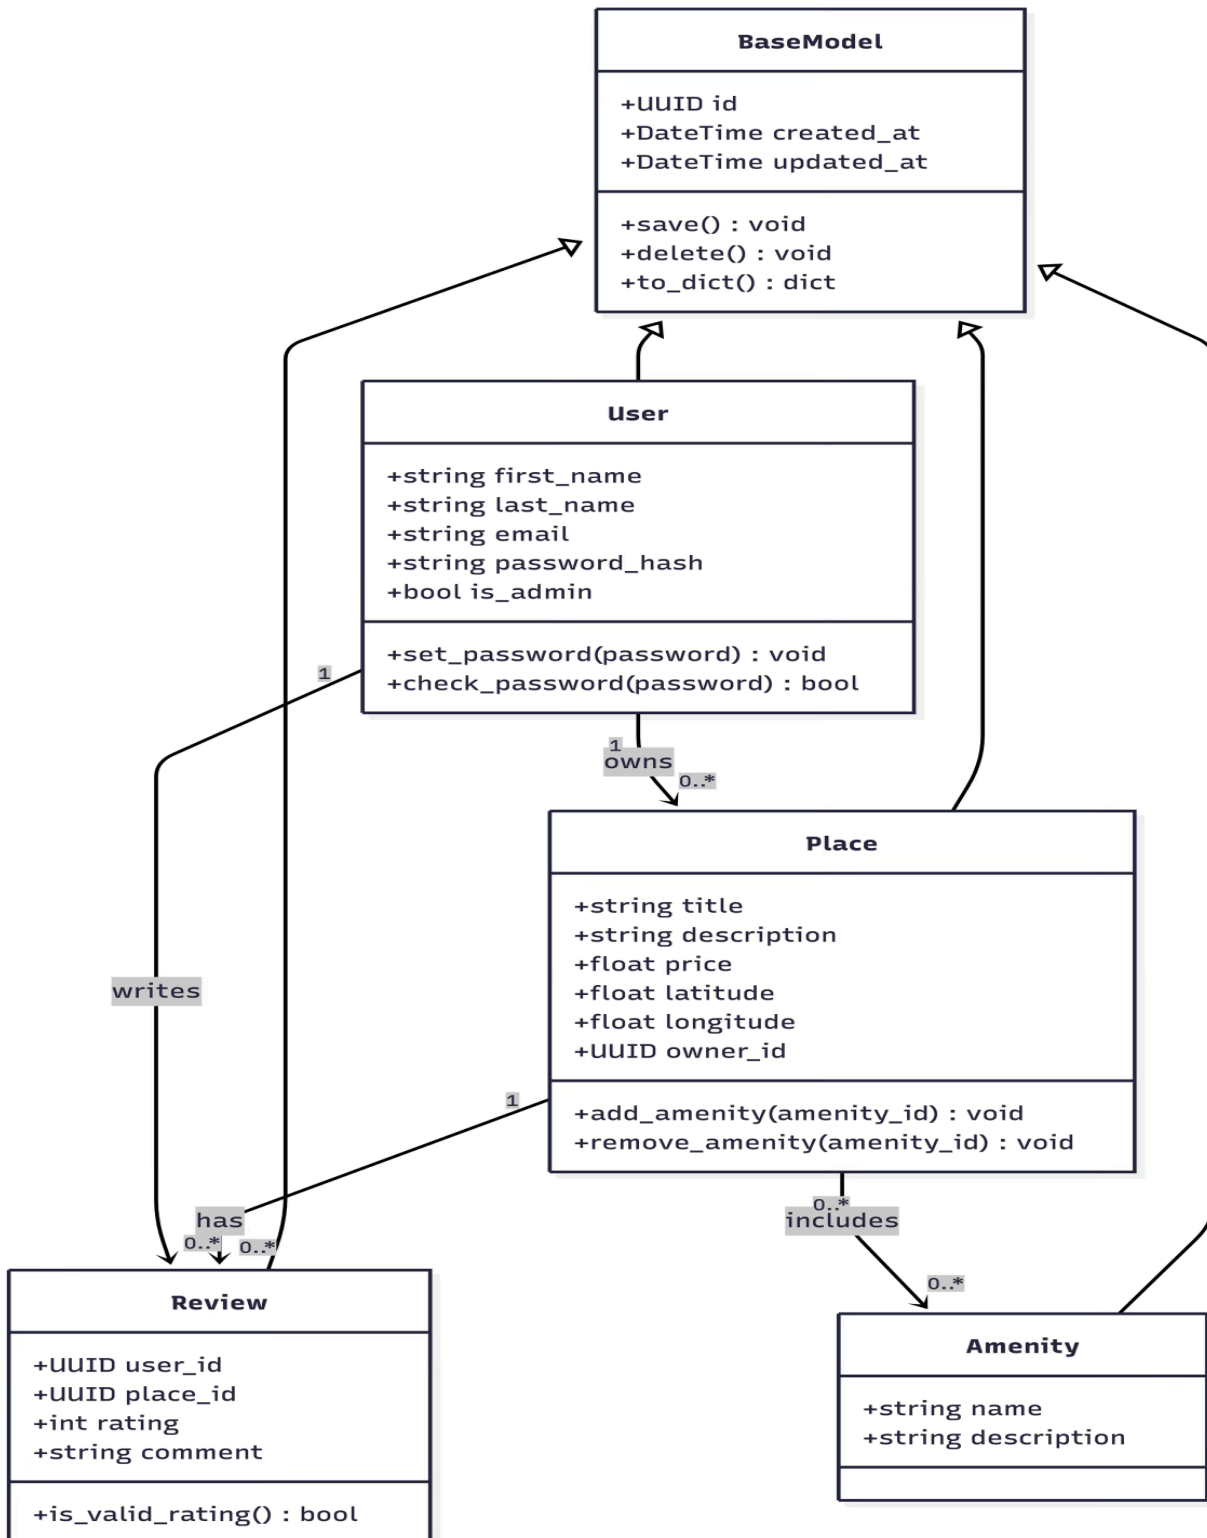 BaseModel
+UUID id
+DateTime created_at
+DateTime updated_at
+save() : void
+delete() : void
+to_dict() : dict
User
+string first_name
+string last_name
+string email
+string password_hash
+bool is_admin
+set_password(password) : void
+check_password(password) : bool
1
1
owns
0..*
Place
+string title
+string description
+float price
+float latitude
+float longitude
+UUID owner_id
+add_amenity(amenity_id) : void
+remove_amenity(amenity_id) : void
writes
1
has
0..*
0..*
0..*
includes
0..*
Review
+UUID user_id
+UUID place_id
+int rating
+string comment
+is_valid_rating() : bool
Amenity
+string name
+string description